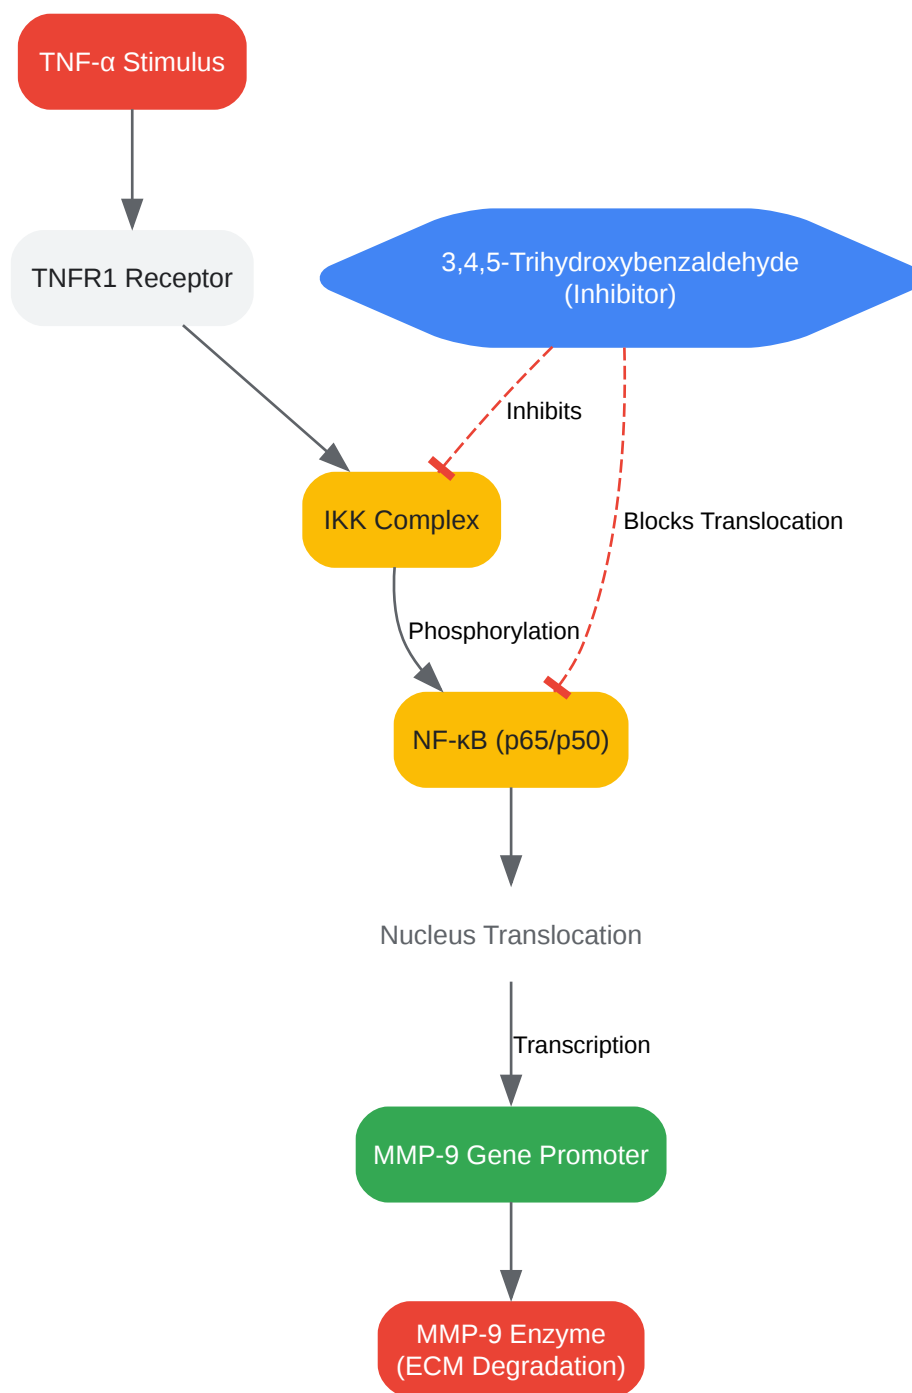 TNF-α Stimulus
TNFR1 Receptor
3,4,5-Trihydroxybenzaldehyde
(Inhibitor)
Inhibits
IKK Complex
Blocks Translocation
Phosphorylation
NF-κB (p65/p50)
Nucleus Translocation
Transcription
MMP-9 Gene Promoter
MMP-9 Enzyme
(ECM Degradation)